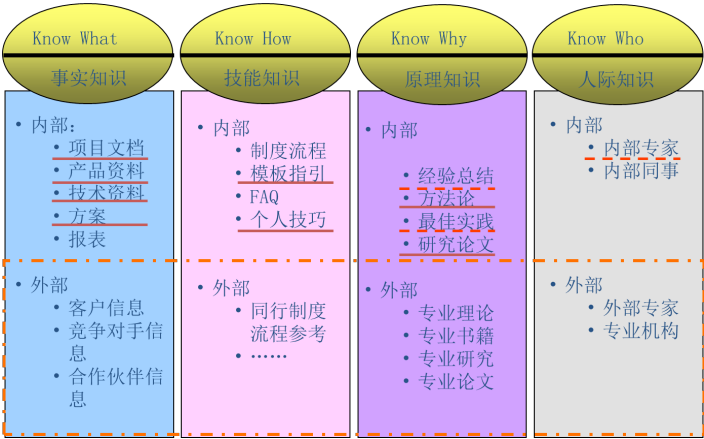 Know What
事实知识
• 内部：
• 项目文档
• 产品资料
• 技术资料
• 方案
• 报表
• 外部
• 客户信息
• 竞争对手信
息
• 合作伙伴信
息
Know How
技能知识
• 内部
• 制度流程
• 模板指引
• FAQ
• 个人技巧
• 外部
• 同行制度
流程参考
• ……
Know Why
原理知识
• 内部
• 经验总结
• 方法论
• 最佳实践
• 研究论文
• 外部
• 专业理论
• 专业书籍
• 专业研究
• 专业论文
Know Who
人际知识
• 内部
• 内部专家
• 内部同事
• 外部
• 外部专家
• 专业机构